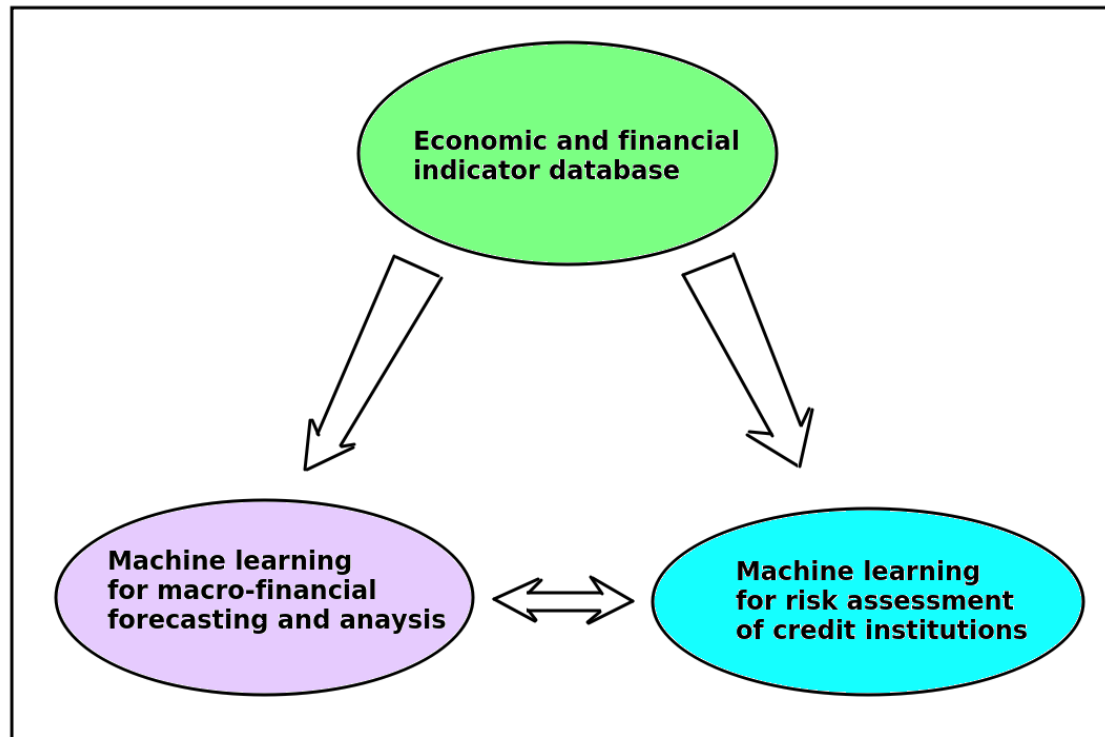 Economic and financial
indicator database
Machine learning
for macro-financial
forecasting and anaysis
Machine learning
for risk assessment
of credit institutions